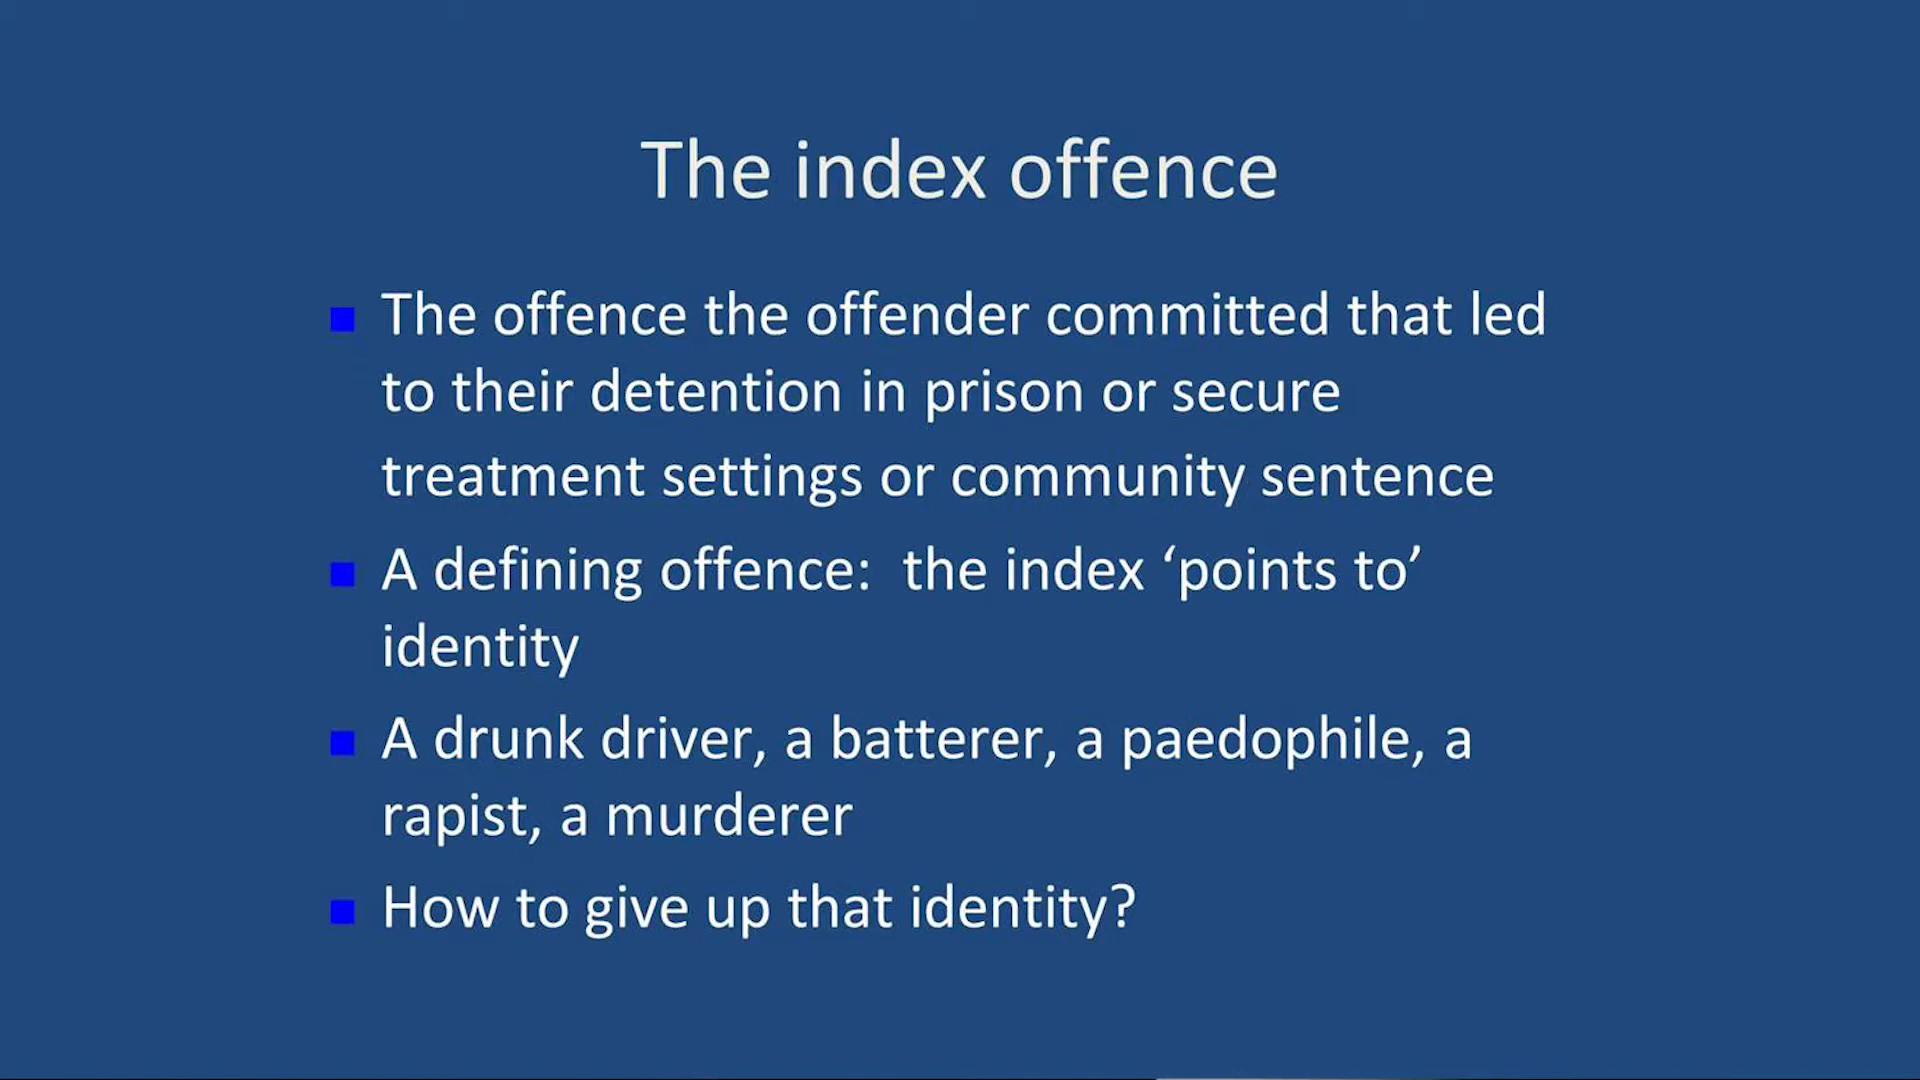 The index offence
The offence the offender committed that led
to their detention in prison or secure
treatment settings or community sentence
A defining offence:  the index ‘points to’
identity
A drunk driver, a batterer, a paedophile, a
rapist, a murderer
How to give up that identity?